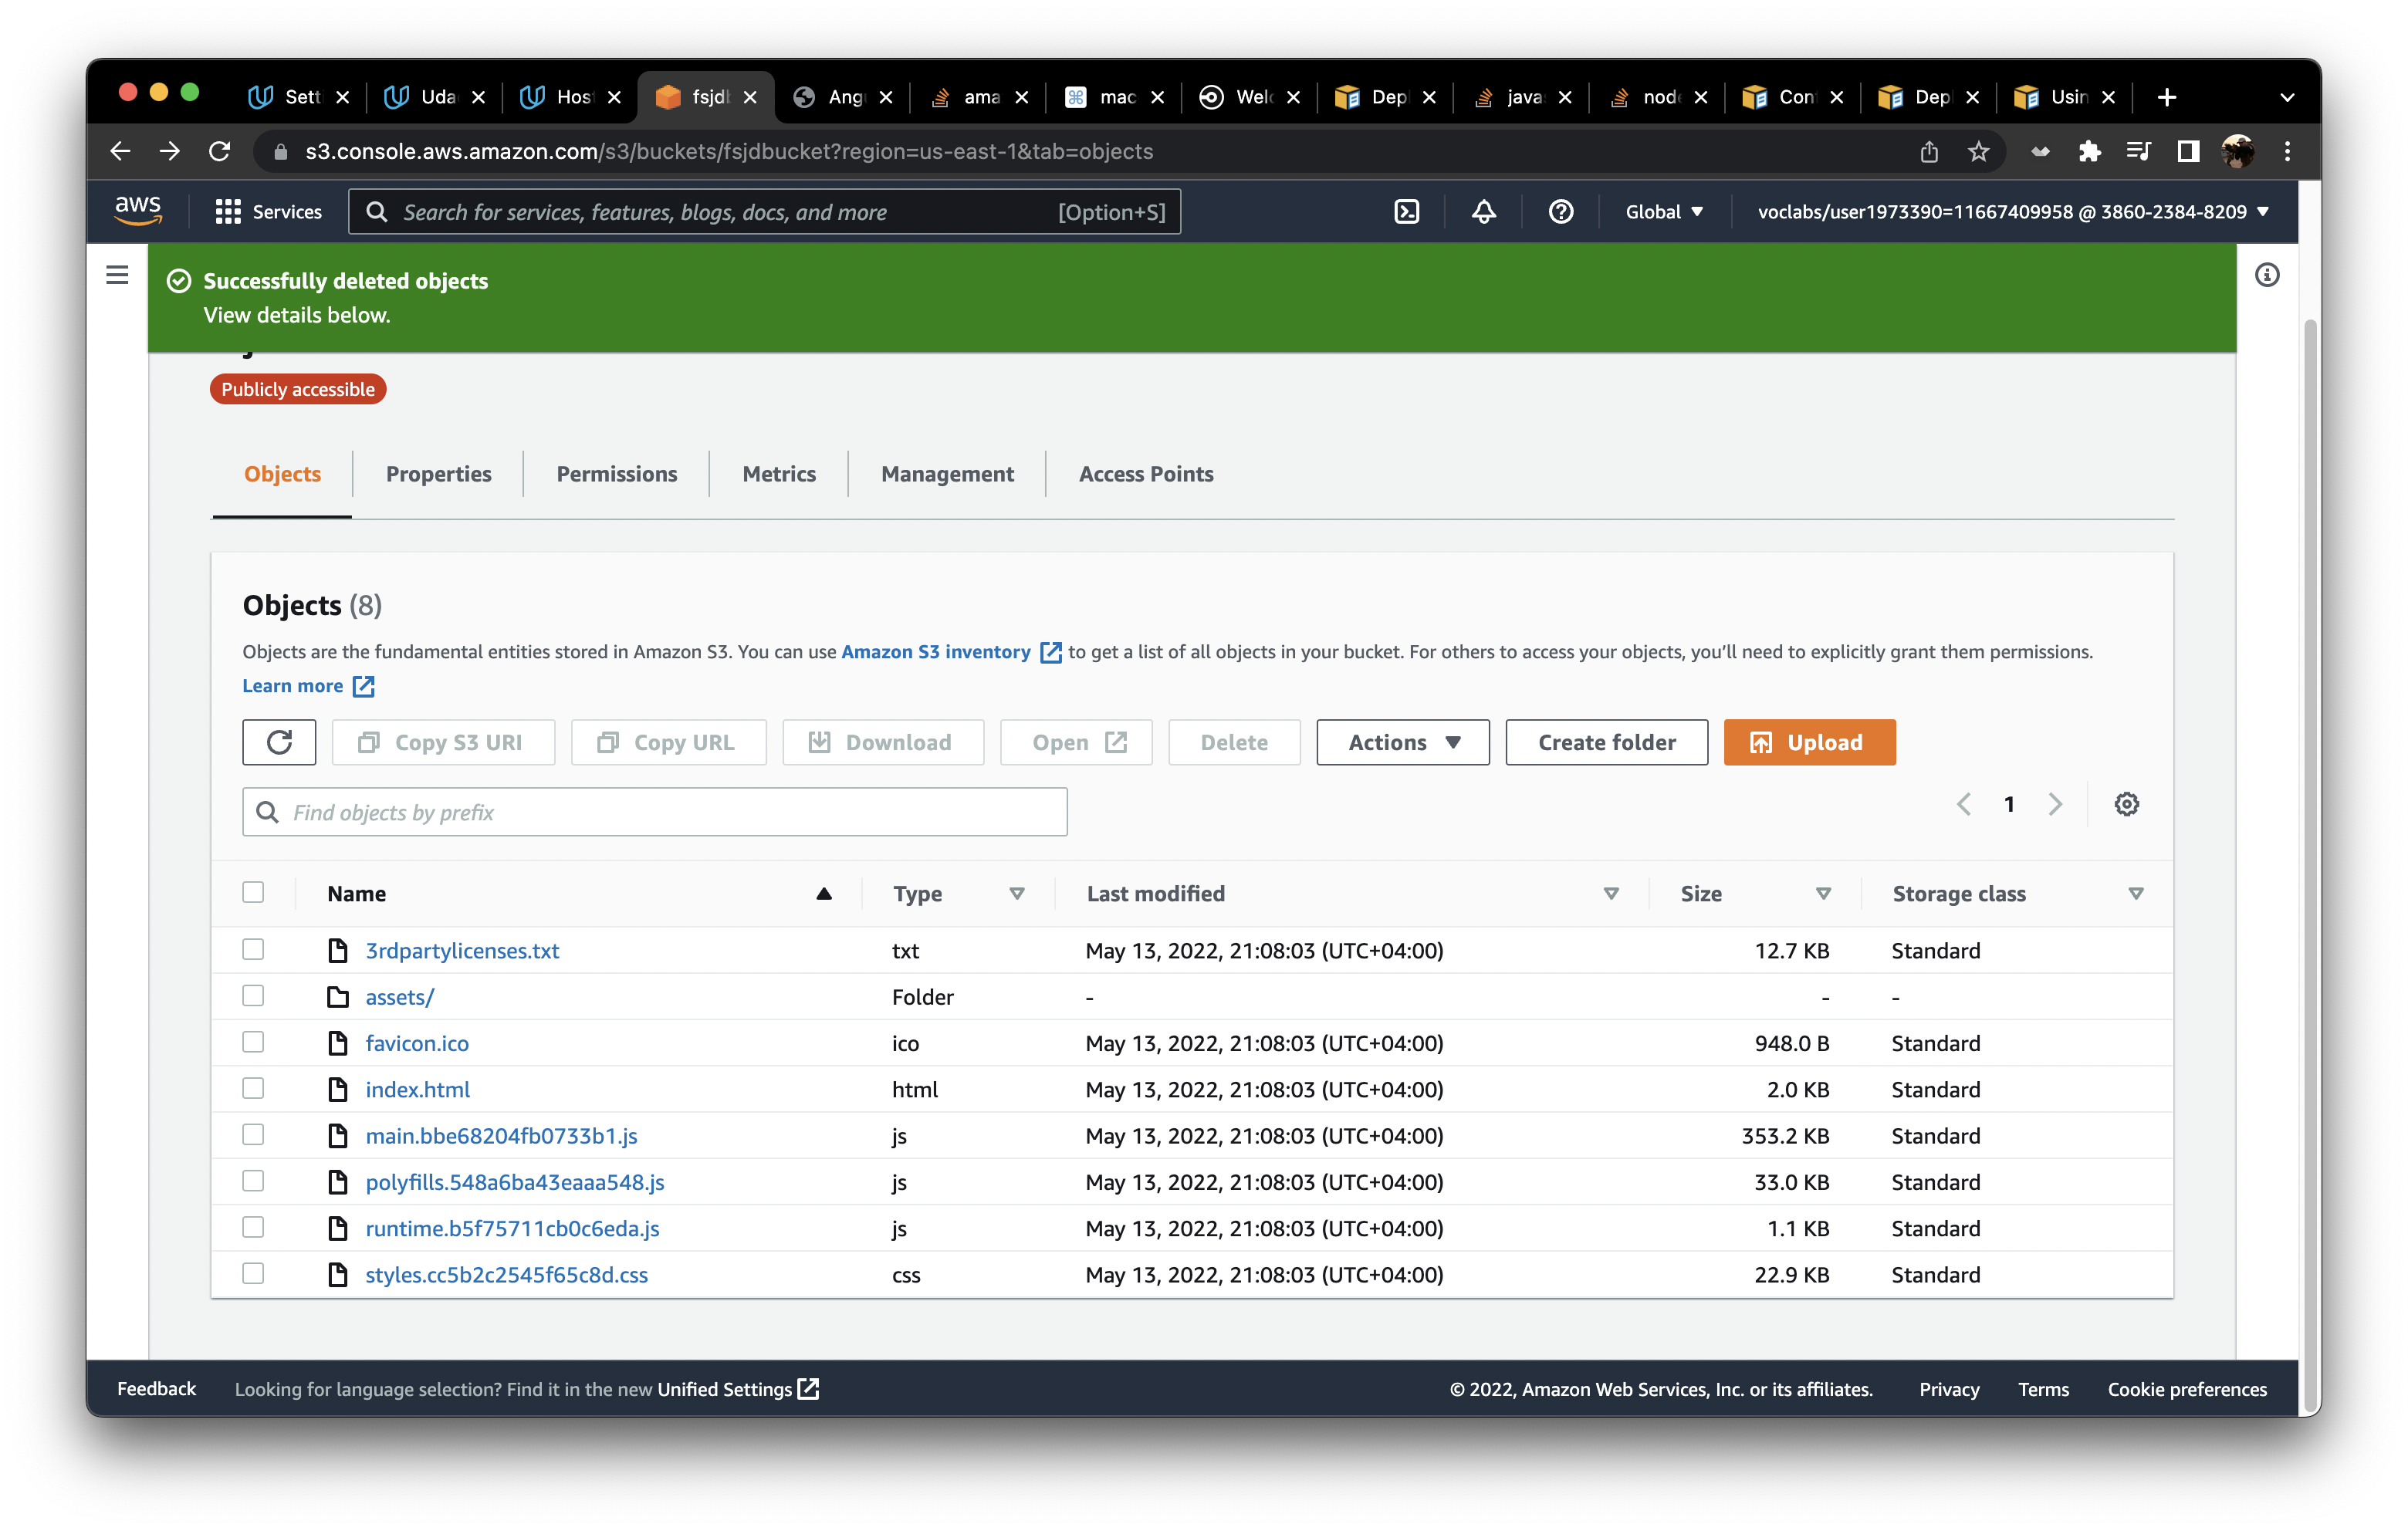 Setti
Uda
Host
fsjdb
Ang
ama
mac
Welc
Depl
java
node
Conf
Depl
Usin
s3.console.aws.amazon.com/s3/buckets/fsjdbucket?region=us-east-1&tab=objects
aws
Services
Search for services, features, blogs, docs, and more
[Option+S]
Global
voclabs/user1973390=11667409958 @ 3860-2384-8209
Successfully deleted objects
View details below.
Publicly accessible
Objects
Properties
Permissions
Metrics
Management
Access Points
Objects (8)
Objects are the fundamental entities stored in Amazon S3. You can use Amazon S3 inventory to get a list of all objects in your bucket. For others to access your objects, you'll need to explicitly grant them permissions.
Learn more
Copy S3 URI
Copy URL
Download
Open
Delete
Actions
Create folder
Upload
Find objects by prefix
1
Name Type Last modified Size Storage class
3rdpartylicenses.txt txt May 13, 2022, 21:08:03 (UTC+04:00) 12.7 KB Standard
assets/ Folder - - -
favicon.ico ico May 13, 2022, 21:08:03 (UTC+04:00) 948.0 B Standard
index.html html May 13, 2022, 21:08:03 (UTC+04:00) 2.0 KB Standard
main.bbe68204fb0733b1.js js May 13, 2022, 21:08:03 (UTC+04:00) 353.2 KB Standard
polyfills.548a6ba43eaaa548.js js May 13, 2022, 21:08:03 (UTC+04:00) 33.0 KB Standard
runtime.b5f75711cb0c6eda.js js May 13, 2022, 21:08:03 (UTC+04:00) 1.1 KB Standard
styles.cc5b2c2545f65c8d.css css May 13, 2022, 21:08:03 (UTC+04:00) 22.9 KB Standard
Feedback
Looking for language selection? Find it in the new Unified Settings
© 2022, Amazon Web Services, Inc. or its affiliates.
Privacy
Terms
Cookie preferences